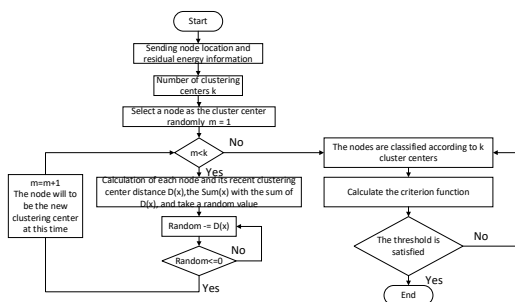 Start
Sending node location and
residual energy information
Number of clustering
centers k
Select a node as the cluster center
randomly m = 1
m<k
No
Yes
The nodes are classified according to k
cluster centers
m=m+1
The node will to
be the new
clustering center
at this time
Calculation of each node and its recent clustering
center distance D(x),the Sum(x) with the sum of
D(x), and take a random value
Calculate the criterion function
Random -= D(x)
No
Random<=0
Yes
The threshold is
satisfied
No
Yes
End